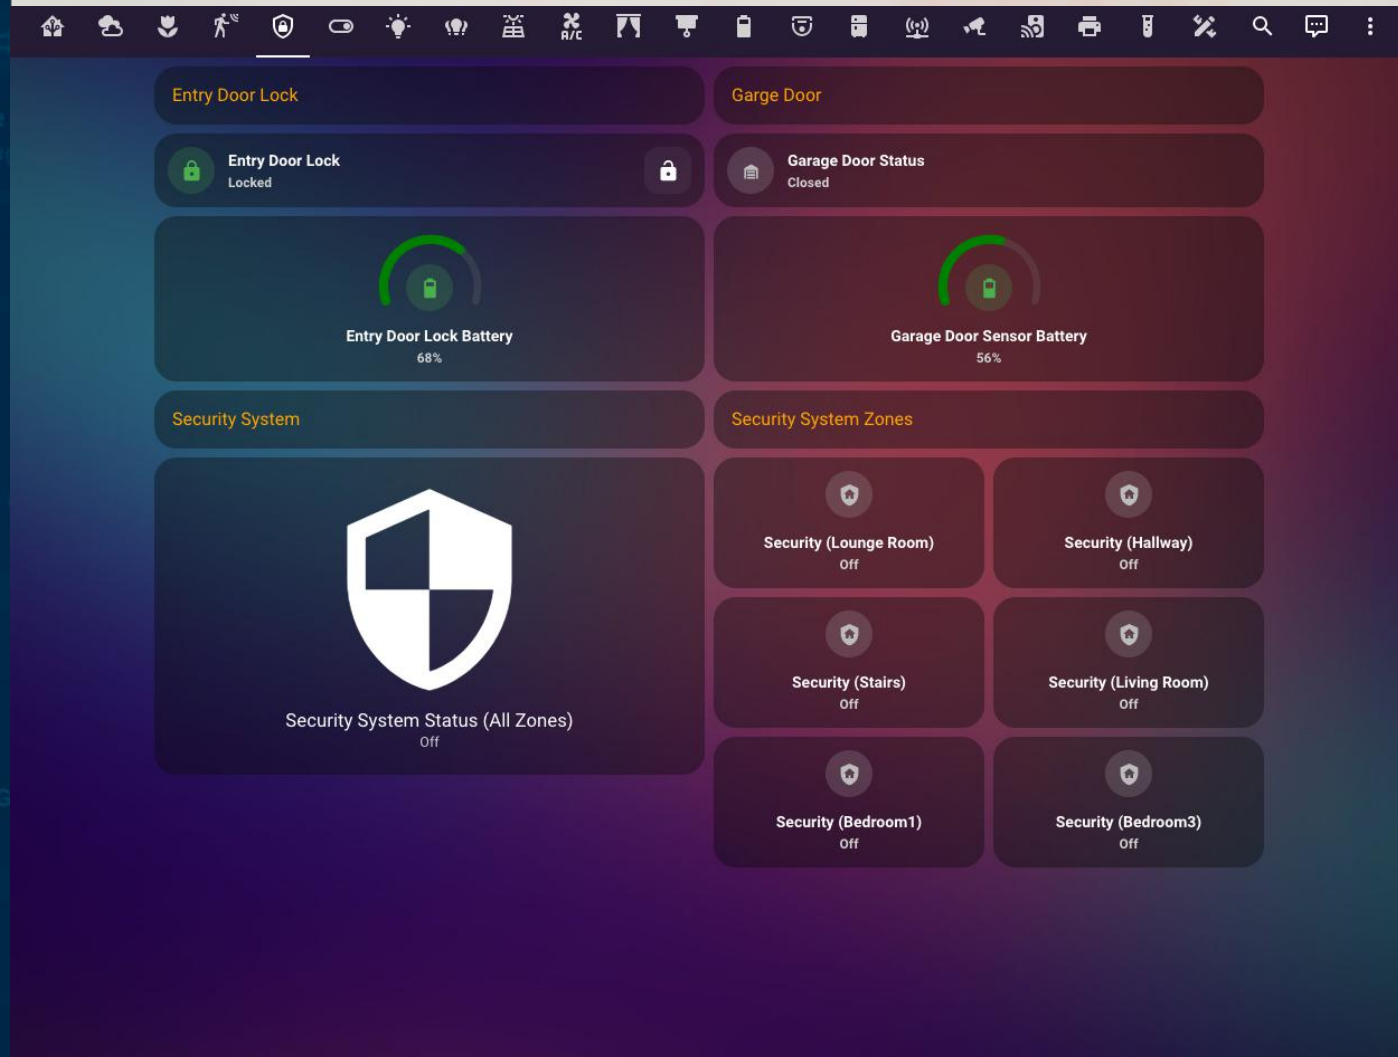 A/C
Entry Door Lock
Garge Door
Entry Door Lock
Locked
Garage Door Status
Closed
Entry Door Lock Battery
68%
Garage Door Sensor Battery
56%
Security System
Security System Zones
Security (Lounge Room)
Off
Security (Hallway)
Off
Security (Stairs)
Off
Security (Living Room)
Off
Security System Status (All Zones)
Off
Security (Bedroom1)
Off
Security (Bedroom3)
Off